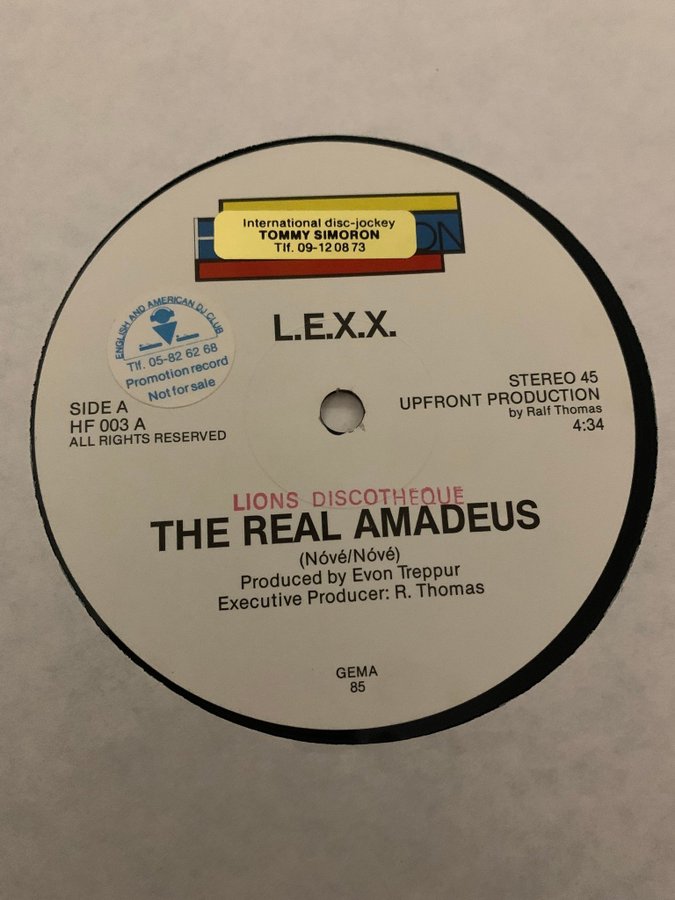 International disc-jockey
TOMMY SIMORON
Tlf. 09-12 08 73
ON
L.E.X.X.
ENGLISH AND AMERICAN DJ CLUB
Tlf. 05-82 62 68
Promotion record
Not for sale
SIDE A
HF 003 A
ALL RIGHTS RESERVED
STEREO 45
UPFRONT PRODUCTION
by Ralf Thomas
4:34
LIONS DISCOTHEQUE
THE REAL AMADEUS
(Nóvé/Nóvé)
Produced by Evon Treppur
Executive Producer: R. Thomas
GEMA
85